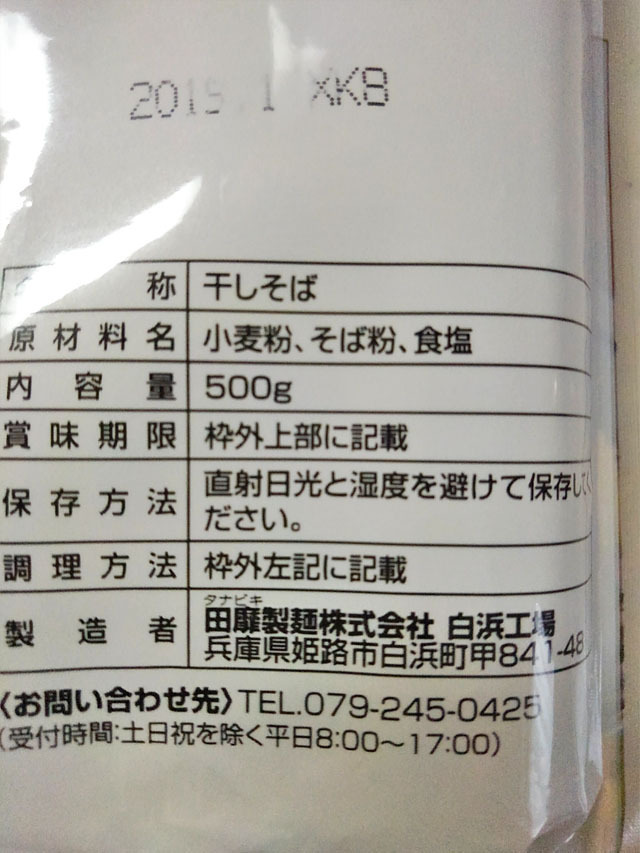 2015.1 XK8
称 干しそば
原材料名 小麦粉、そば粉、食塩
内容量 500g
賞味期限 枠外上部に記載
保存方法 直射日光と湿度を避けて保存して
ださい。
調理方法 枠外左記に記載
タナビキ
製造者 田靡製麺株式会社 白浜工場
兵庫県姫路市白浜町甲841-48
〈お問い合わせ先〉TEL.079-245-0425
(受付時間:土日祝を除く平日8:00〜17:00)